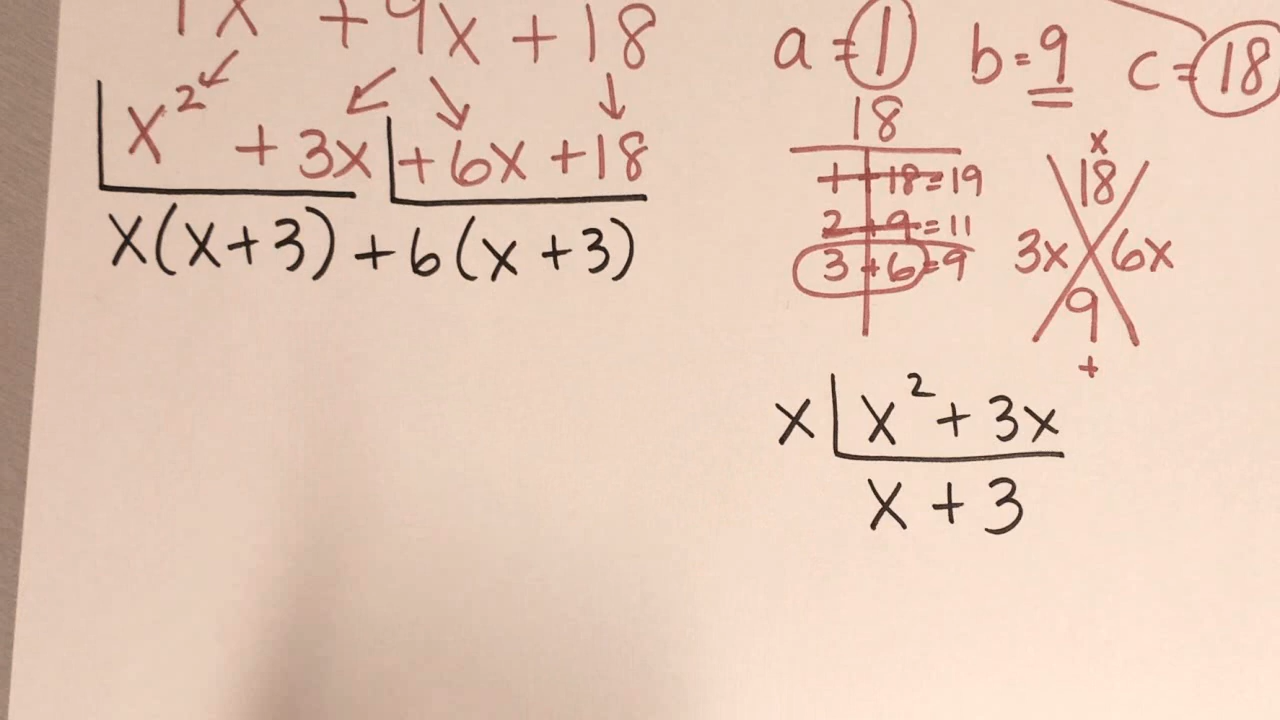 1x + 9x + 18
x² + 3x + 6x + 18
x(x+3) + 6(x+3)
a = 1 b = 9 c = 18
18
1 + 18 = 19
2 + 9 = 11
3 + 6 = 9
x
18
3x 6x
9
+
x x² + 3x
x + 3